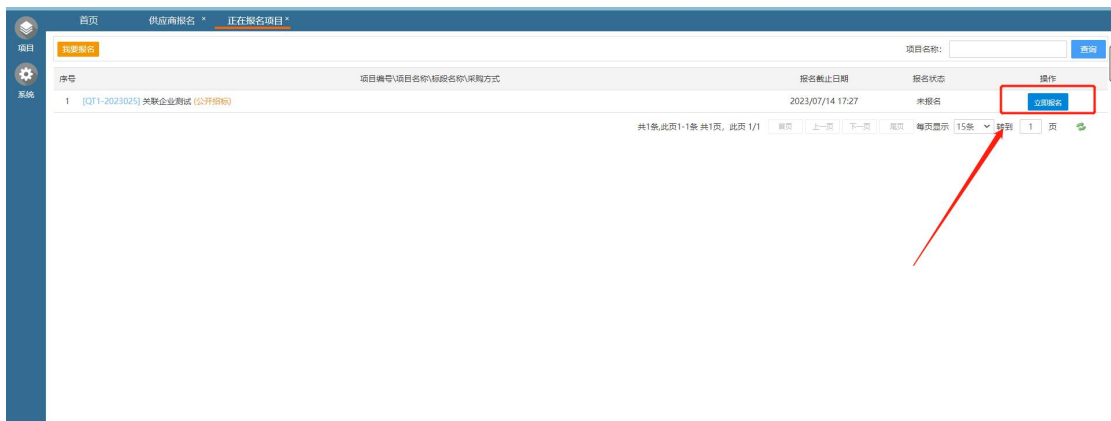 首页 供应商报名 × 正在报名项目 ×
项目
系统
我要报名 项目名称: 查询
序号 项目编号\项目名称\标段名称\采购方式 报名截止日期 报名状态 操作
1 [QT1-2023025] 关联企业测试 (公开招标) 2023/07/14 17:27 未报名 立即报名
共1条,此页1-1条 共1页, 此页 1/1 首页 上一页 下一页 尾页 每页显示 15条 转到 1 页